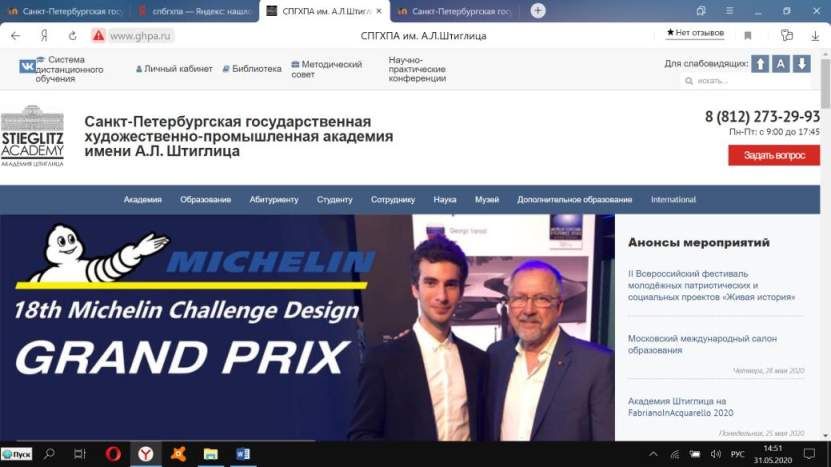 Санкт-Петербургская госу
спбгхпа — Яндекс: нашло
СПГХПА им. А.Л.Штигли
Санкт-Петербургская госу
www.ghpa.ru
СПГХПА им. А.Л.Штиглица
Нет отзывов
Система дистанционного обучения
Личный кабинет
Библиотека
Методический совет
Научно-практические конференции
Для слабовидящих:
А
искать...
STIEGLITZ
ACADEMY
АКАДЕМИЯ ШТИГЛИЦА
Санкт-Петербургская государственная
художественно-промышленная академия
имени А.Л. Штиглица
8 (812) 273-29-93
Пн-Пт: с 9:00 до 17:45
Задать вопрос
Академия Образование Абитуриенту Студенту Сотруднику Наука Музей Дополнительное образование International
MICHELIN
18th Michelin Challenge Design
GRAND PRIX
Анонсы мероприятий
II Всероссийский фестиваль
молодёжных патриотических и
социальных проектов «Живая история»
Московский международный салон
образования
Четверг, 28 мая 2020
Академия Штиглица на
FabrianoInAcquarello 2020
Понедельник, 25 мая 2020
Пуск
РУС
14:51
31.05.2020